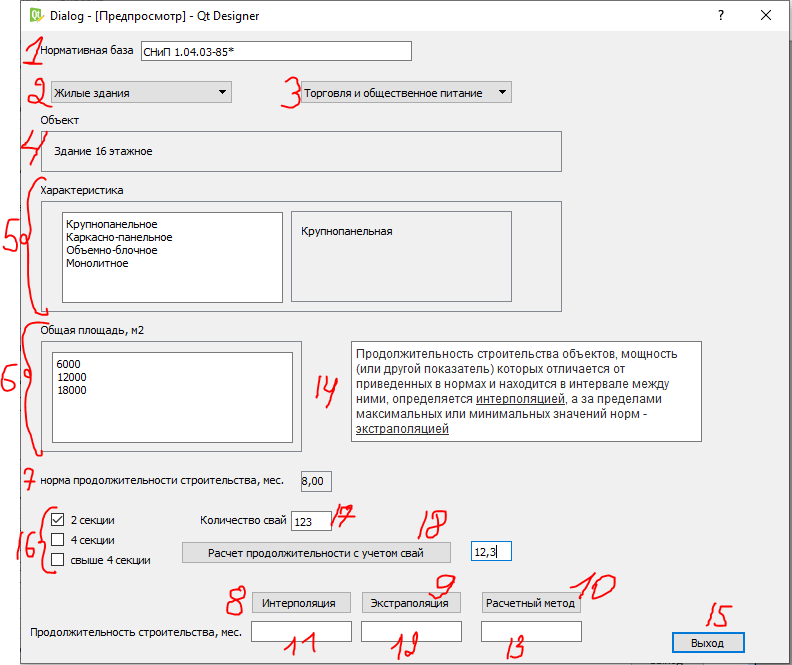 Dialog - [Предпросмотр] - Qt Designer
1 Нормативная база СНиП 1.04.03-85*
2 Жилые здания 3 Торговля и общественное питание
Объект
4 Здание 16 этажное
Характеристика
5
Крупнопанельное
Каркасно-панельное
Объемно-блочное
Монолитное
Крупнопанельная
Общая площадь, м2
6
6000
12000
18000
14
Продолжительность строительства объектов, мощность
(или другой показатель) которых отличается от
приведенных в нормах и находится в интервале между
ними, определяется интерполяцией, а за пределами
максимальных или минимальных значений норм -
экстраполяцией
7 норма продолжительности строительства, мес. 8,00
16
2 секции
4 секции
свыше 4 секции
Количество свай 123 17
18
Расчет продолжительности с учетом свай 12,3
8 Интерполяция 9 Экстраполяция 10 Расчетный метод
Продолжительность строительства, мес. 11 12 13
15
Выход